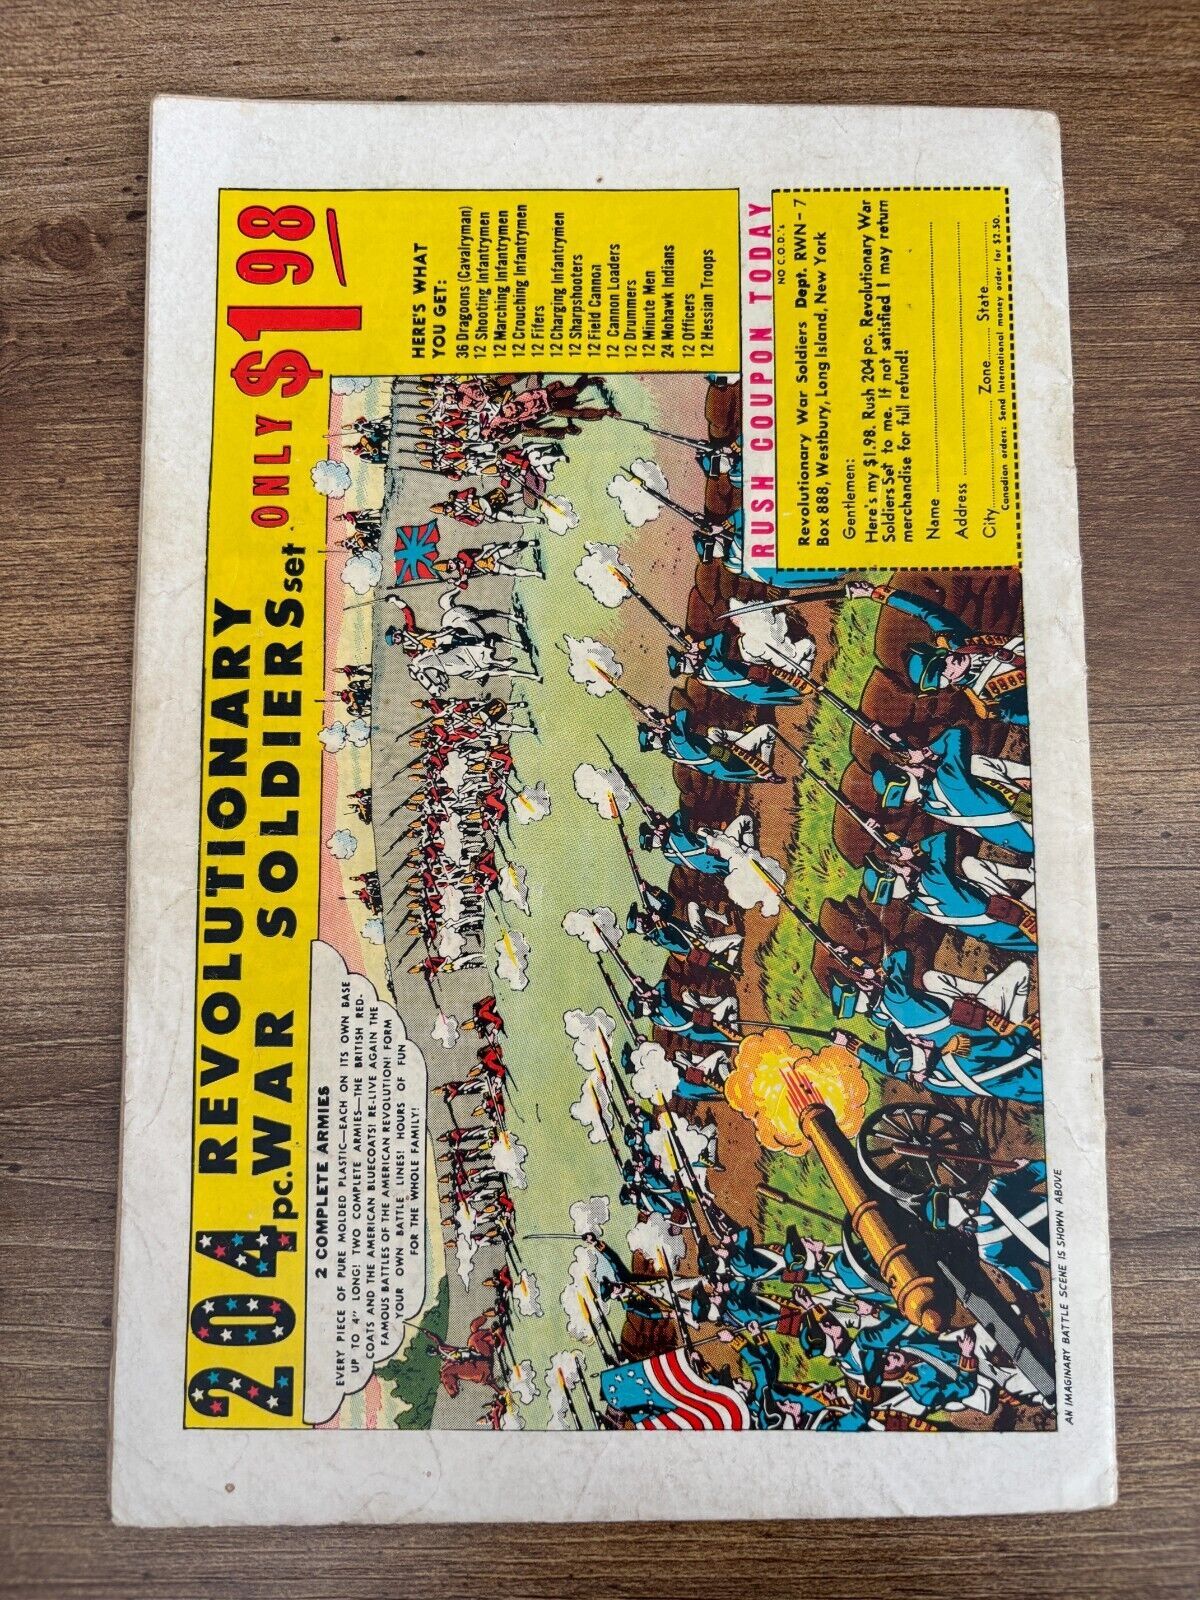 204 REVOLUTIONARY
pc. WAR SOLDIERS set ONLY $1 98
2 COMPLETE ARMIES
EVERY PIECE OF PURE MOLDED PLASTIC—EACH ON ITS OWN BASE
UP TO 4" LONG! TWO COMPLETE ARMIES—THE BRITISH RED-
COATS AND THE AMERICAN BLUECOATS! RE-LIVE AGAIN THE
FAMOUS BATTLES OF THE AMERICAN REVOLUTION! FORM
YOUR OWN BATTLE LINES! HOURS OF FUN
FOR THE WHOLE FAMILY!
HERE'S WHAT
YOU GET:
36 Dragoons (Cavalryman)
12 Shooting Infantrymen
12 Marching Infantrymen
12 Crouching Infantrymen
12 Fifers
12 Charging Infantrymen
12 Sharpshooters
12 Field Cannon
12 Cannon Loaders
12 Drummers
12 Minute Men
24 Mohawk Indians
12 Officers
12 Hessian Troops
RUSH COUPON TODAY
NO C.O.D.'s
Revolutionary War Soldiers Dept. RWN-7
Box 888, Westbury, Long Island, New York
Gentlemen:
Here's my $1.98. Rush 204 pc. Revolutionary War
Soldiers Set to me. If not satisfied I may return
merchandise for full refund!
Name
Address
City Zone State
Canadian orders: Send International money order for $2.50.
AN IMAGINARY BATTLE SCENE IS SHOWN ABOVE